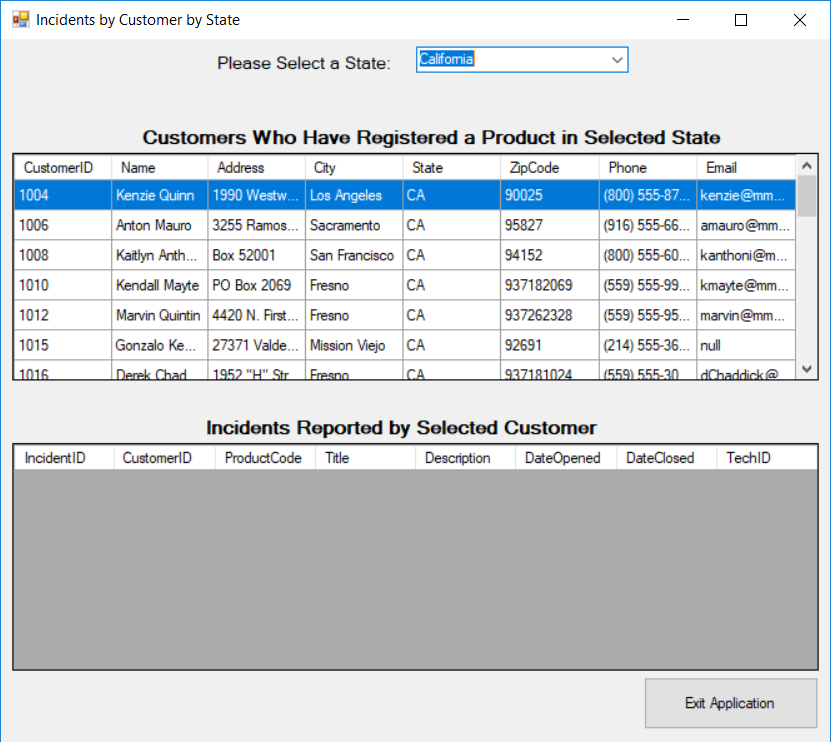 Incidents by Customer by State
Please Select a State: California
Customers Who Have Registered a Product in Selected State
CustomerID Name Address City State ZipCode Phone Email
1004 Kenzie Quinn 1990 Westw... Los Angeles CA 90025 (800) 555-87... kenzie@mm...
1006 Anton Mauro 3255 Ramos... Sacramento CA 95827 (916) 555-66... amauro@mm...
1008 Kaitlyn Anth... Box 52001 San Francisco CA 94152 (800) 555-60... kanthoni@m...
1010 Kendall Mayte PO Box 2069 Fresno CA 937182069 (559) 555-99... kmayte@mm...
1012 Marvin Quintin 4420 N. First... Fresno CA 937262328 (559) 555-95... marvin@mm...
1015 Gonzalo Ke... 27371 Valde... Mission Viejo CA 92691 (214) 555-36... null
1016 Derek Chad 1952 "H" Str Fresno CA 937181024 (559) 555-30 dChaddick@
Incidents Reported by Selected Customer
IncidentID CustomerID ProductCode Title Description DateOpened DateClosed TechID
Exit Application